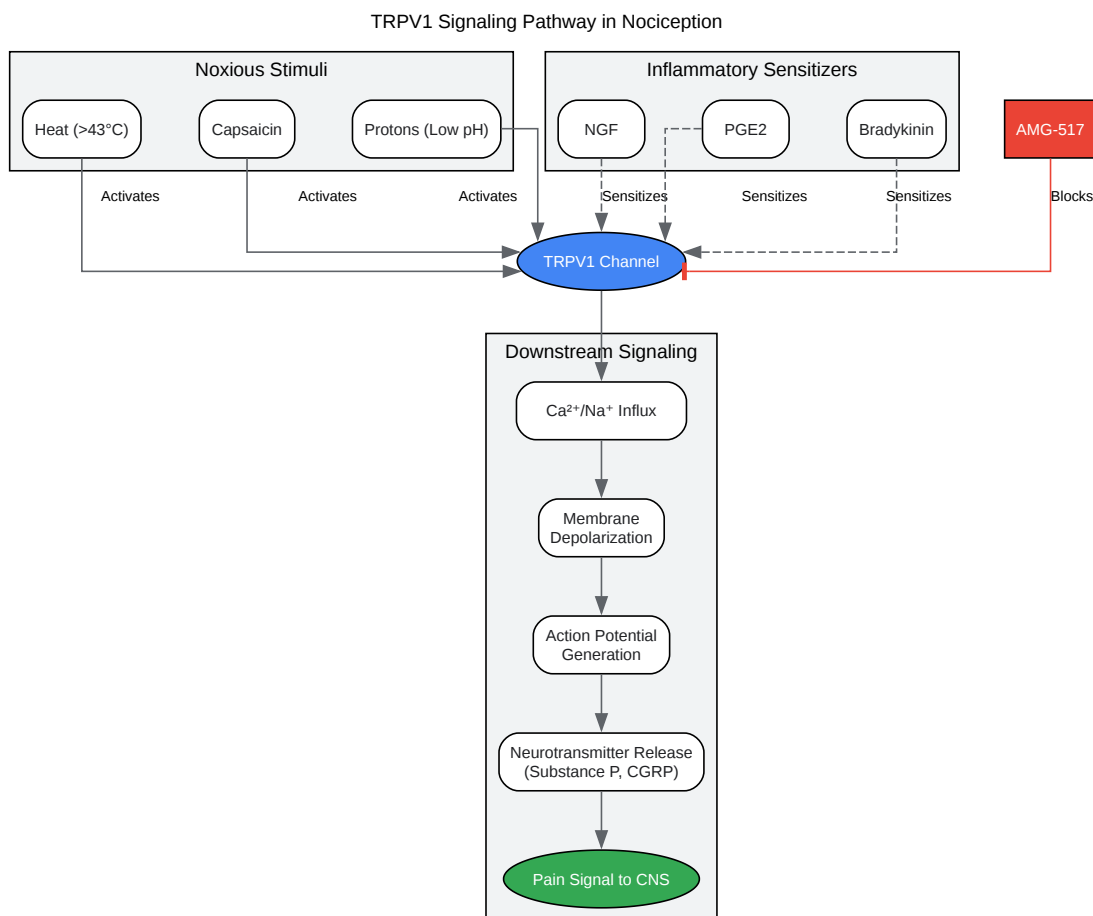 TRPV1 Signaling Pathway in Nociception
Noxious Stimuli
Inflammatory Sensitizers
Heat (>43°C)
Capsaicin
Protons (Low pH)
NGF
PGE2
Bradykinin
AMG-517
Activates
Activates
Activates
Sensitizes
Sensitizes
Sensitizes
Blocks
TRPV1 Channel
Downstream Signaling
Ca²⁺/Na⁺ Influx
Membrane
Depolarization
Action Potential
Generation
Neurotransmitter Release
(Substance P, CGRP)
Pain Signal to CNS